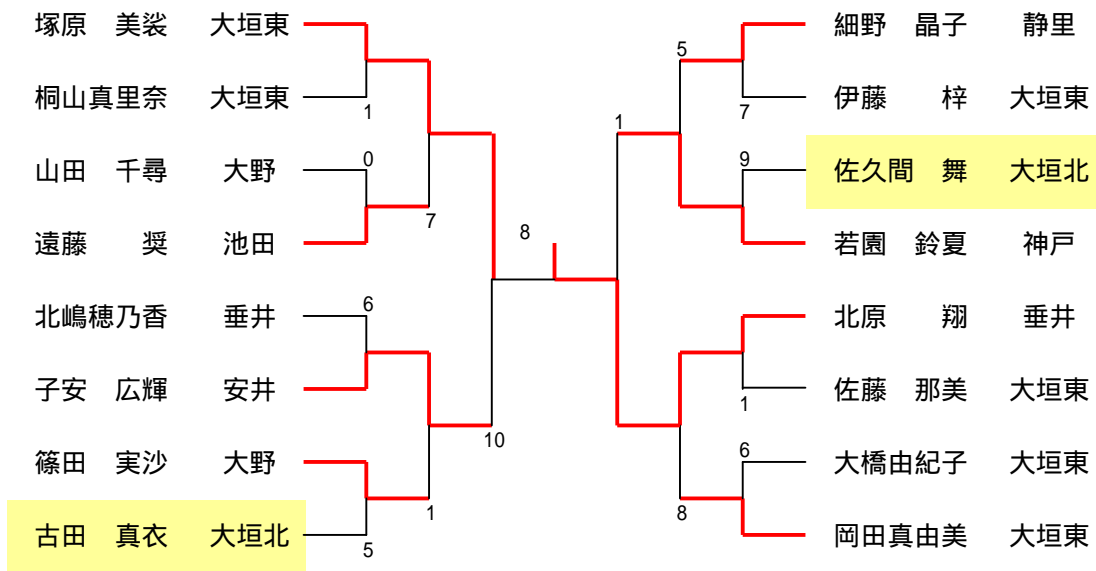 塚原　美裟　大垣東
桐山真里奈　大垣東
1
山田　千尋　大野
0
遠藤　　奨　池田
7
北嶋穂乃香　垂井
6
子安　広輝　安井
篠田　実沙　大野
1
古田　真衣　大垣北
5
10
8
細野　晶子　静里
5
伊藤　　梓　大垣東
7
1
佐久間　舞　大垣北
9
若園　鈴夏　神戸
北原　　翔　垂井
佐藤　那美　大垣東
1
大橋由紀子　大垣東
6
岡田真由美　大垣東
8